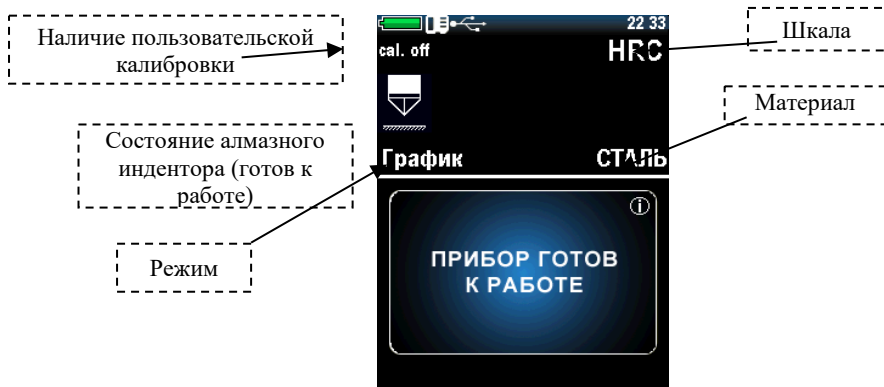 Наличие пользовательской
калибровки
22 33
cal. off
HRC
Шкала
Материал
Состояние алмазного
индентора (готов к
работе)
График
СТАЛЬ
Режим
ПРИБОР ГОТОВ
К РАБОТЕ